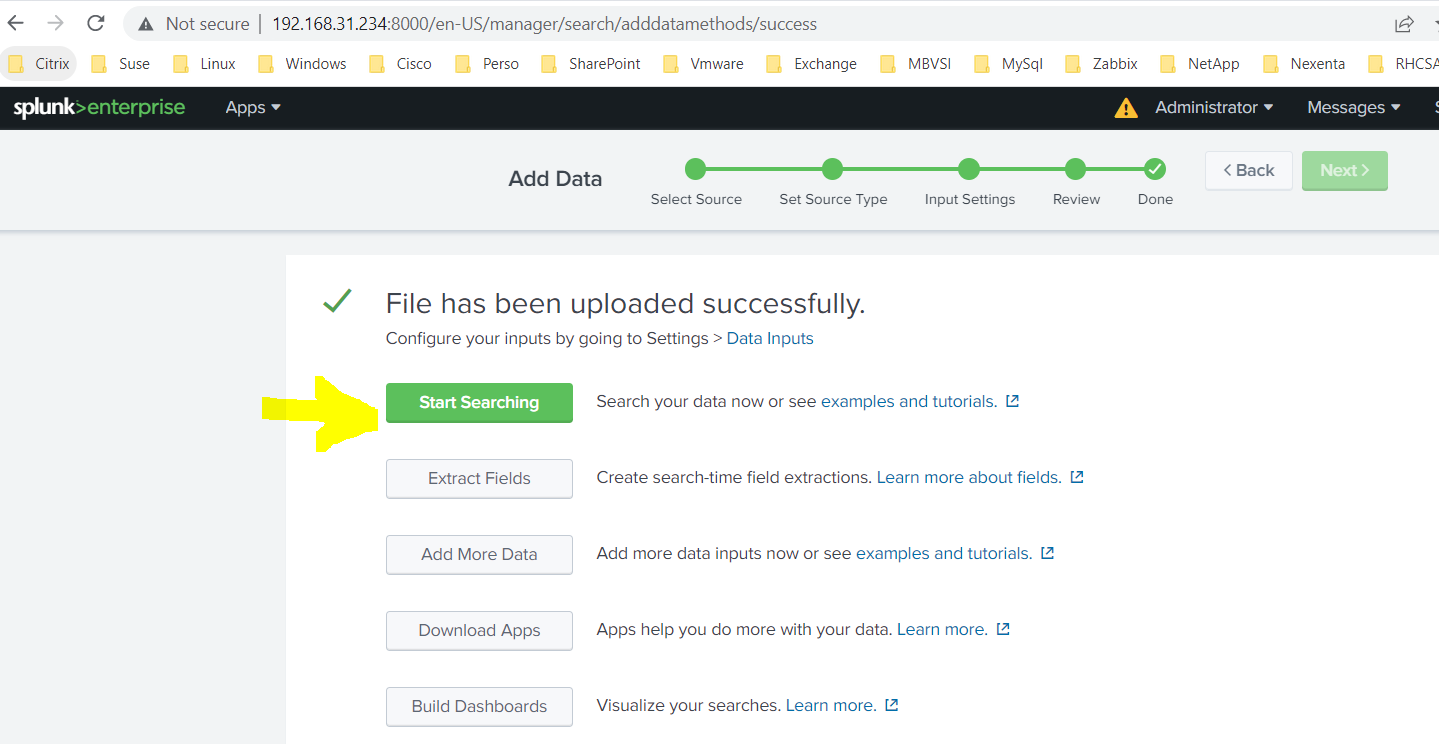 Not secure | 192.168.31.234:8000/en-US/manager/search/adddatamethods/success
Citrix Suse Linux Windows Cisco Perso SharePoint Vmware Exchange MBVSI MySql Zabbix NetApp Nexenta RHCSA
splunk>enterprise Apps Administrator Messages
Add Data
Select Source Set Source Type Input Settings Review Done
< Back Next >
File has been uploaded successfully.
Configure your inputs by going to Settings > Data Inputs
Start Searching Search your data now or see examples and tutorials.
Extract Fields Create search-time field extractions. Learn more about fields.
Add More Data Add more data inputs now or see examples and tutorials.
Download Apps Apps help you do more with your data. Learn more.
Build Dashboards Visualize your searches. Learn more.